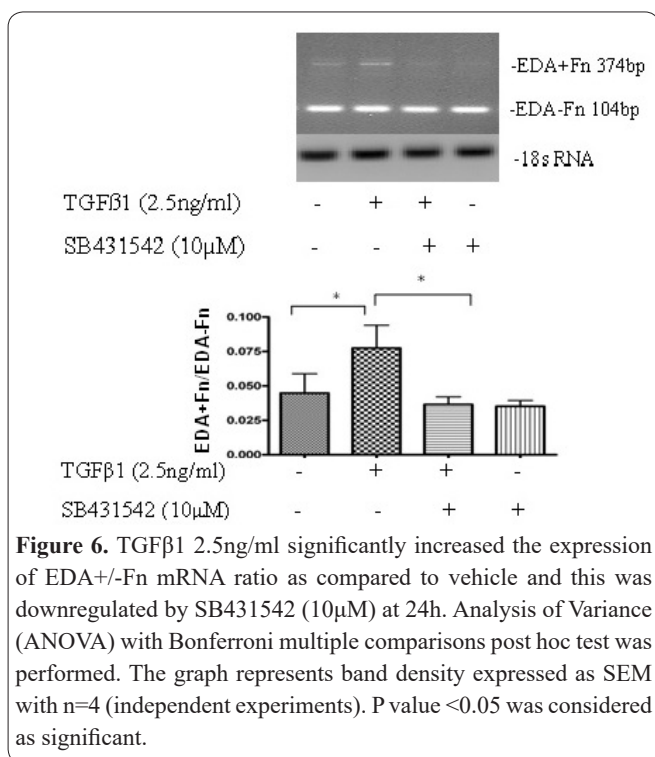 -EDA+Fn 374bp
-EDA-Fn 104bp
-18s RNA
TGFβ1 (2.5ng/ml) - + + -
SB431542 (10μM) - - + +
* *
EDA+Fn/EDA-Fn
0.100
0.075
0.050
0.025
0.000
TGFβ1 (2.5ng/ml) - + + -
SB431542 (10μM) - - + +
Figure 6. TGFβ1 2.5ng/ml significantly increased the expression
of EDA+/-Fn mRNA ratio as compared to vehicle and this was
downregulated by SB431542 (10μM) at 24h. Analysis of Variance
(ANOVA) with Bonferroni multiple comparisons post hoc test was
performed. The graph represents band density expressed as SEM
with n=4 (independent experiments). P value <0.05 was considered
as significant.